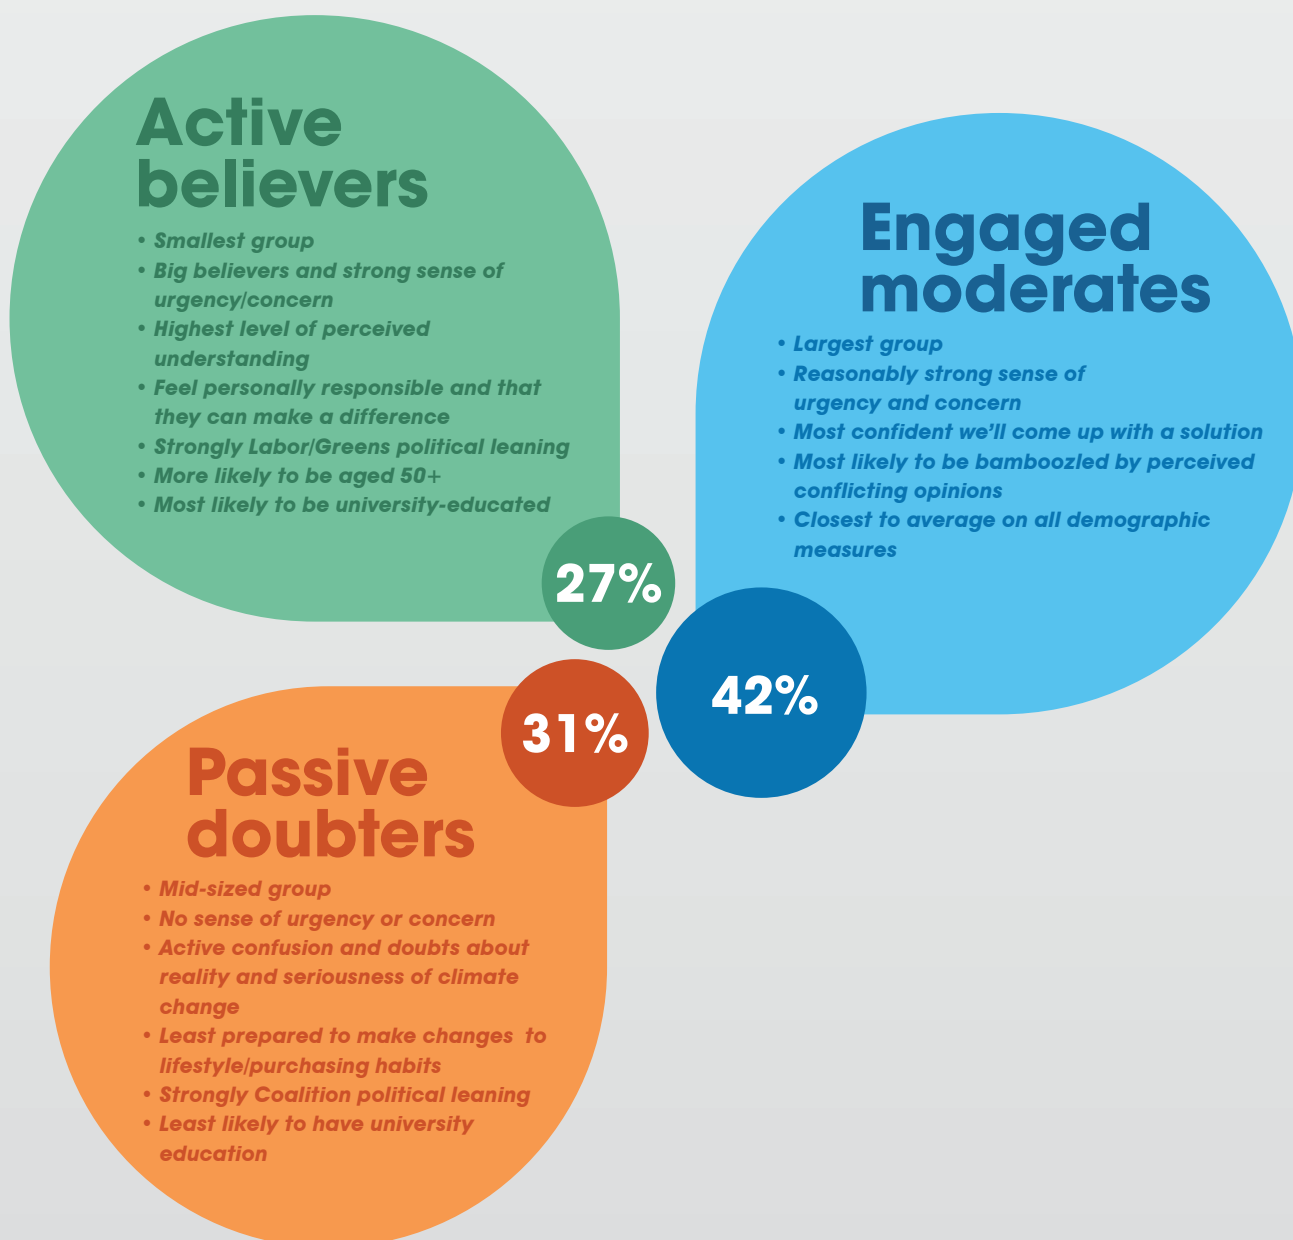 Active
believers
• Smallest group
• Big believers and strong sense of
urgency/concern
• Highest level of perceived
understanding
• Feel personally responsible and that
they can make a difference
• Strongly Labor/Greens political leaning
• More likely to be aged 50+
• Most likely to be university-educated
27%
Engaged
moderates
• Largest group
• Reasonably strong sense of
urgency and concern
• Most confident we'll come up with a solution
• Most likely to be bamboozled by perceived
conflicting opinions
• Closest to average on all demographic
measures
42%
31%
Passive
doubters
• Mid-sized group
• No sense of urgency or concern
• Active confusion and doubts about
reality and seriousness of climate
change
• Least prepared to make changes to
lifestyle/purchasing habits
• Strongly Coalition political leaning
• Least likely to have university
education